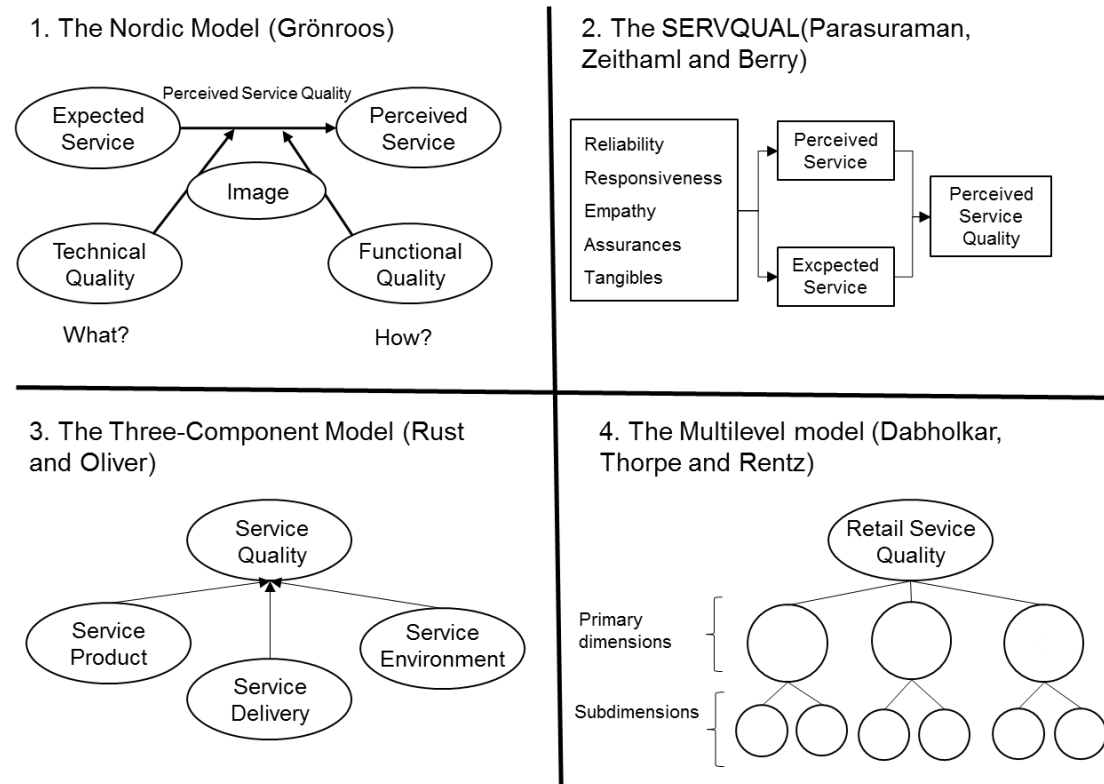 1. The Nordic Model (Grönroos)
Perceived Service Quality
Expected
Service
Perceived
Service
Image
Technical
Quality
Functional
Quality
What?
How?
2. The SERVQUAL(Parasuraman,
Zeithaml and Berry)
Reliability
Responsiveness
Empathy
Assurances
Tangibles
Perceived
Service
Excpected
Service
Perceived
Service
Quality
3. The Three-Component Model (Rust
and Oliver)
Service
Quality
Service
Product
Service
Delivery
Service
Environment
4. The Multilevel model (Dabholkar,
Thorpe and Rentz)
Retail Sevice
Quality
Primary
dimensions
Subdimensions